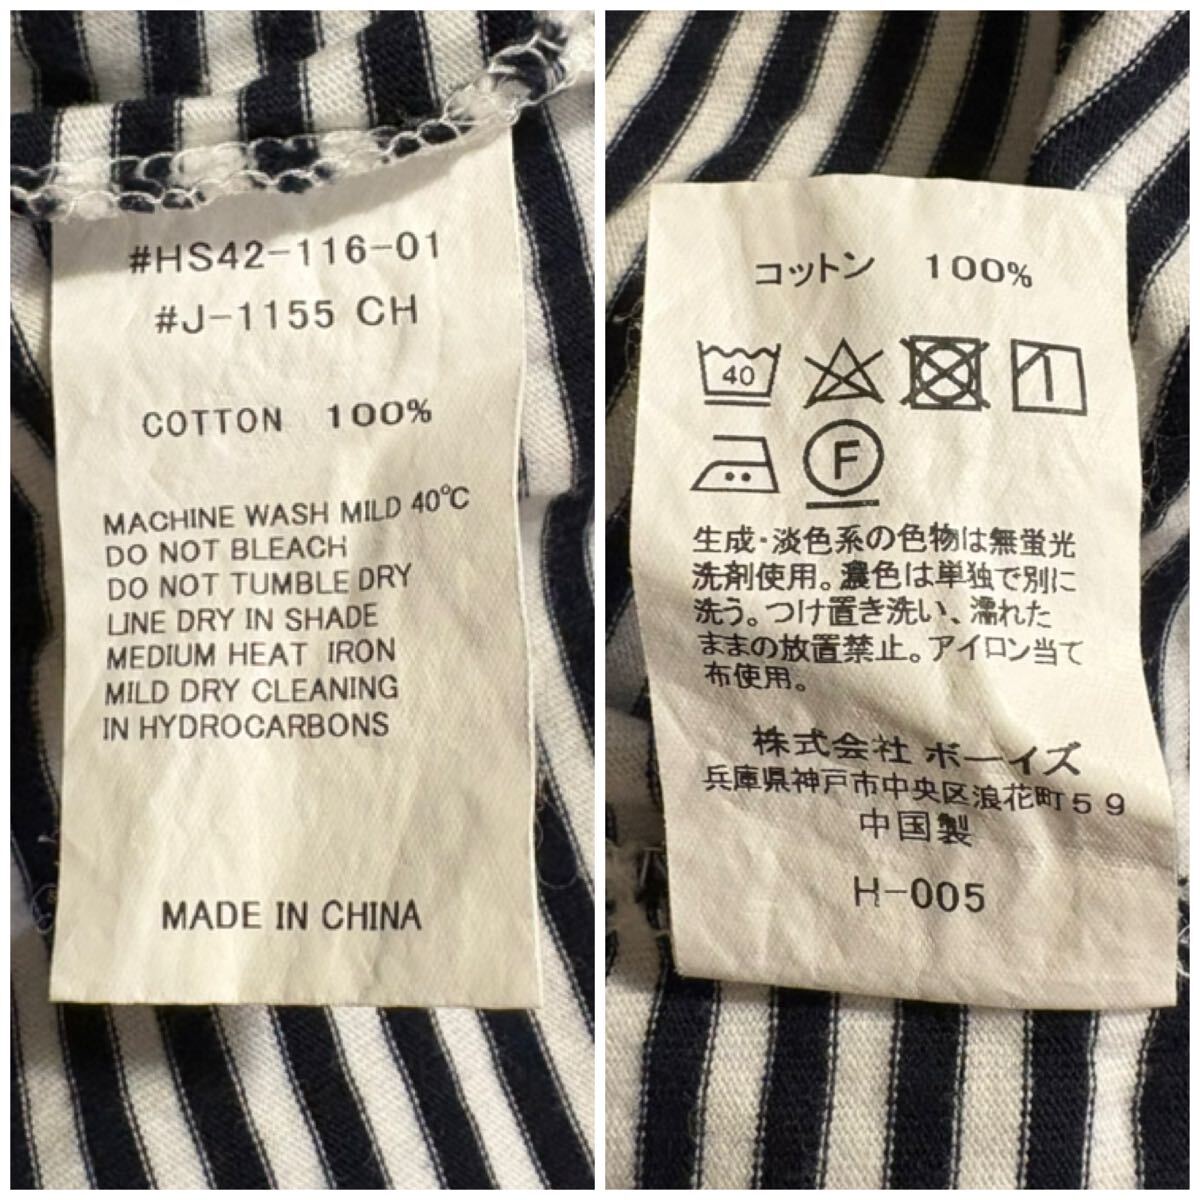 #HS42-116-01
#J-1155 CH
COTTON 100%
MACHINE WASH MILD 40℃
DO NOT BLEACH
DO NOT TUMBLE DRY
LINE DRY IN SHADE
MEDIUM HEAT IRON
MILD DRY CLEANING
IN HYDROCARBONS
MADE IN CHINA
コットン 100%
40
F
生成・淡色系の色物は無蛍光
洗剤使用。濃色は単独で別に
洗う。つけ置き洗い、濡れた
ままの放置禁止。アイロン当て
布使用。
株式会社 ボーイズ
兵庫県神戸市中央区浪花町59
中国製
H-005